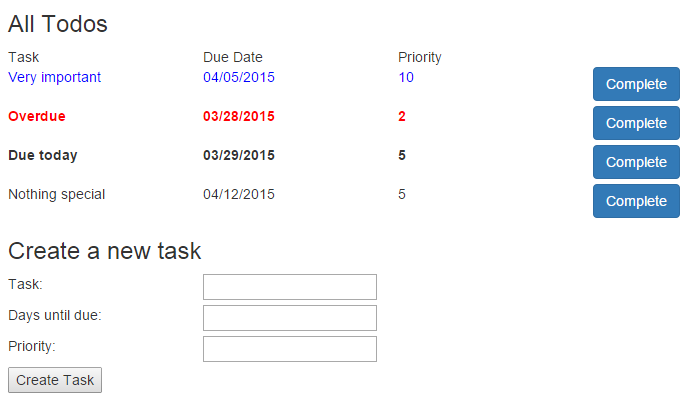 All Todos
Task Due Date Priority
Very important 04/05/2015 10 Complete
Overdue 03/28/2015 2 Complete
Due today 03/29/2015 5 Complete
Nothing special 04/12/2015 5 Complete
Create a new task
Task:
Days until due:
Priority:
Create Task